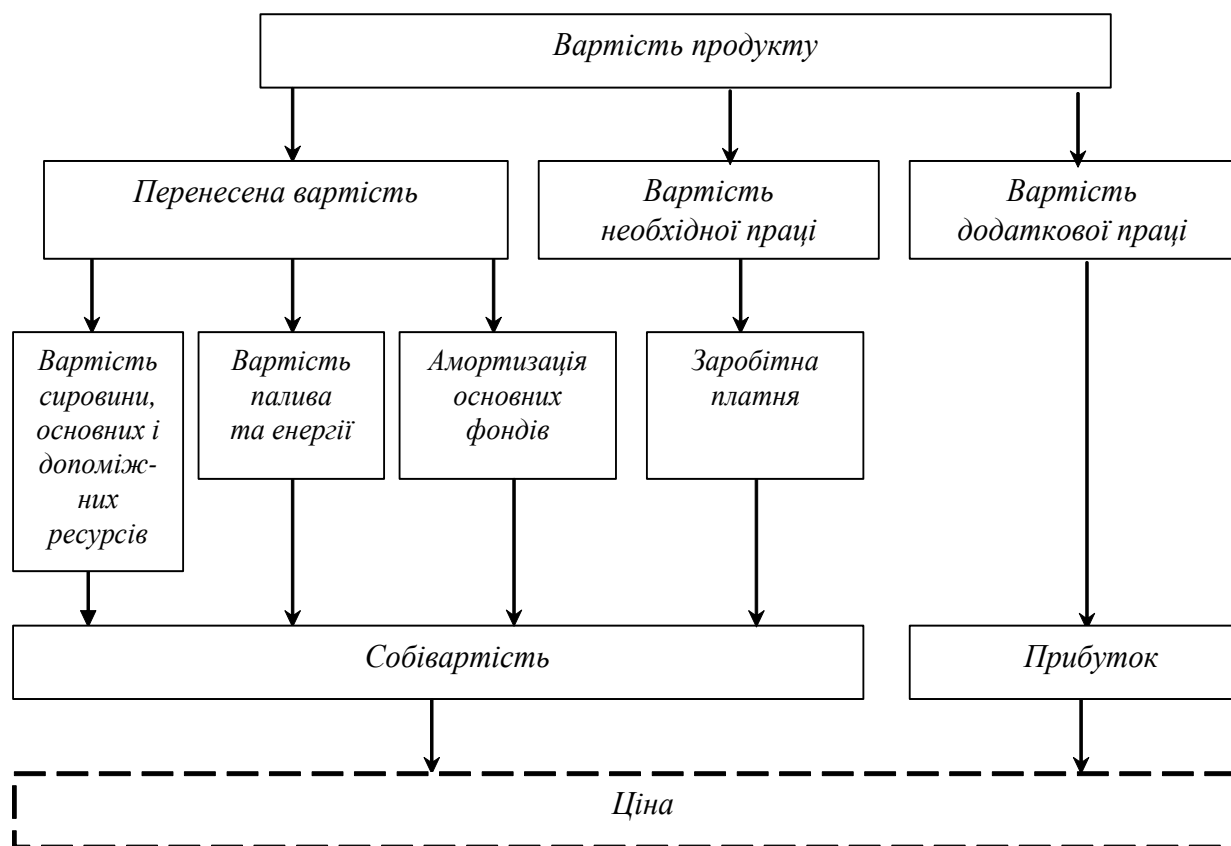 Вартість продукту
Перенесена вартість
Вартість
необхідної праці
Вартість
додаткової праці
Вартість
сировини,
основних і
допоміж-
них
ресурсів
Вартість
палива
та енергії
Амортизація
основних
фондів
Заробітна
платня
Собівартість
Прибуток
Ціна